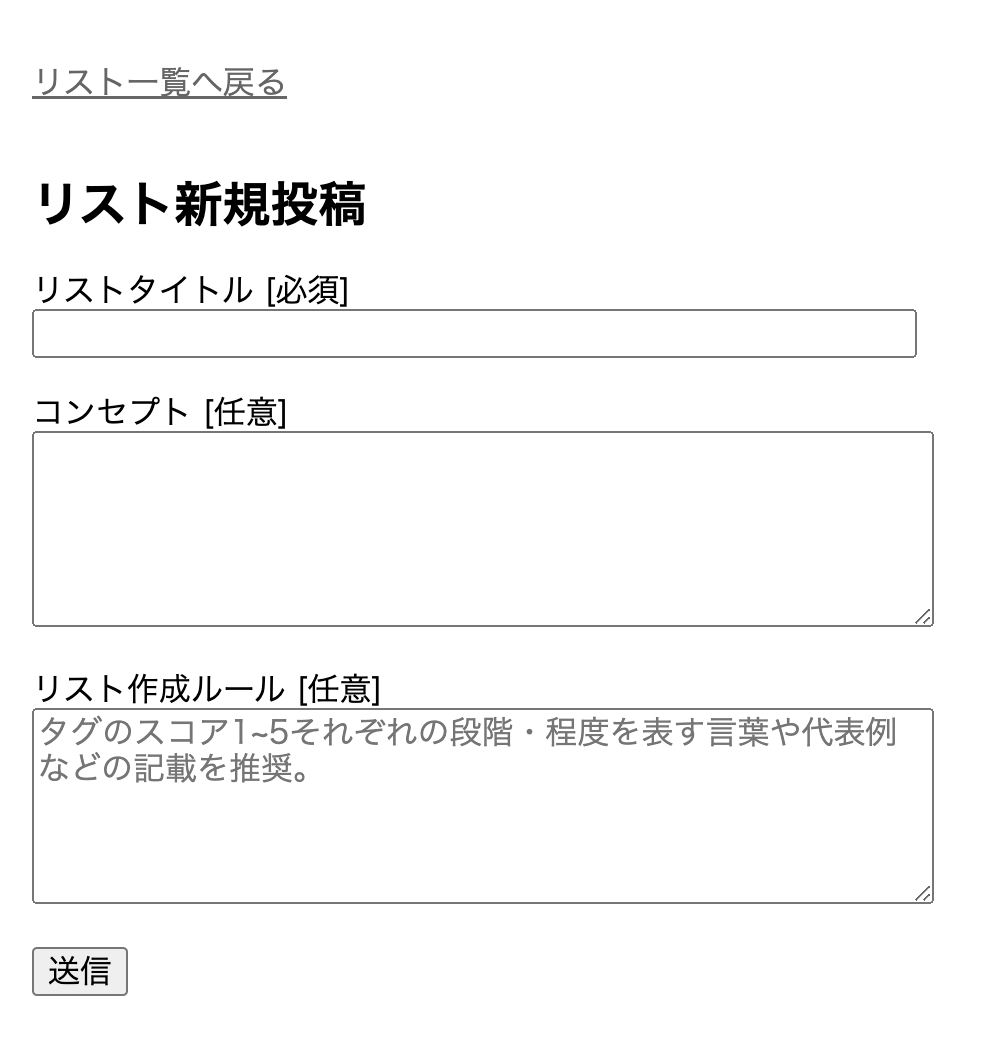 リスト一覧へ戻る
リスト新規投稿
リストタイトル [必須]
コンセプト [任意]
リスト作成ルール [任意]
タグのスコア1~5それぞれの段階・程度を表す言葉や代表例
などの記載を推奨。
送信